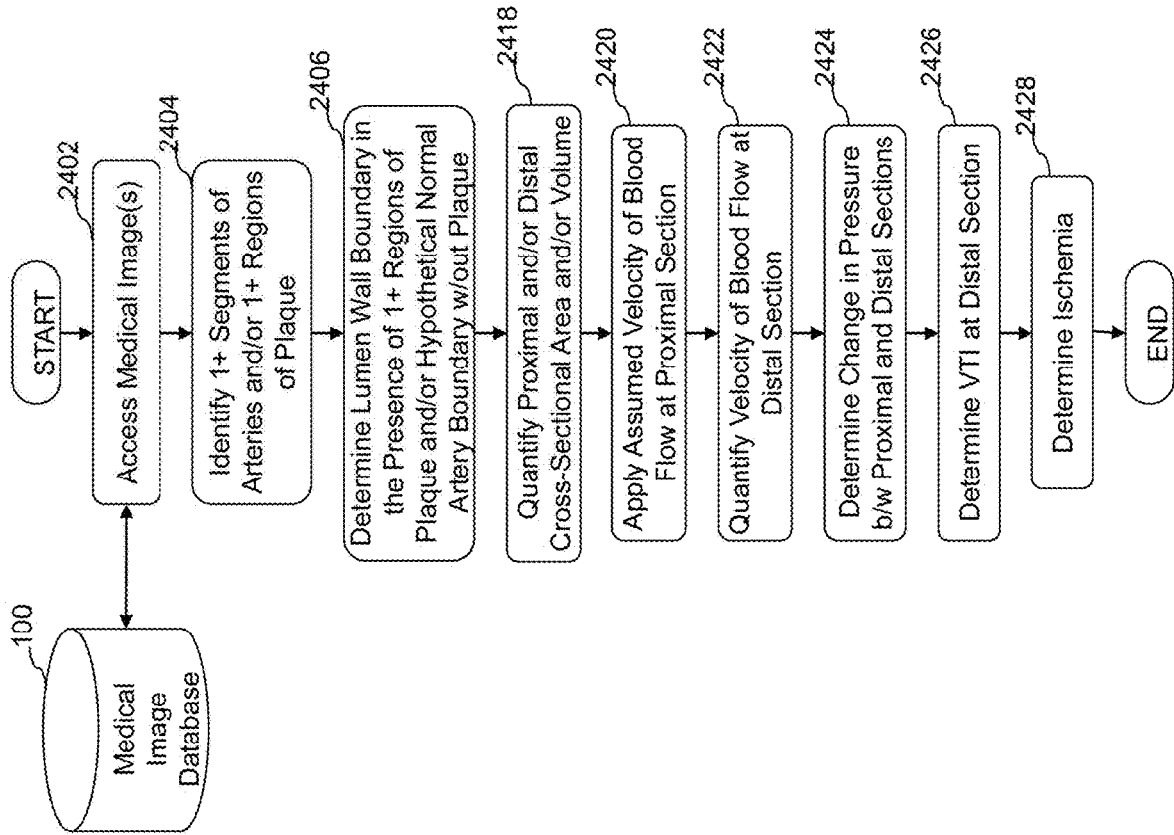 START
2402
Access Medical Image(s)
100
Medical
Image
Database
2404
Identify 1+ Segments of
Arteries and/or 1+ Regions
of Plaque
2406
Determine Lumen Wall Boundary in
the Presence of 1+ Regions of
Plaque and/or Hypothetical Normal
Artery Boundary w/out Plaque
2418
Quantify Proximal and/or Distal
Cross-Sectional Area and/or Volume
2420
Apply Assumed Velocity of Blood
Flow at Proximal Section
2422
Quantify Velocity of Blood Flow at
Distal Section
2424
Determine Change in Pressure
b/w Proximal and Distal Sections
2426
Determine VTI at Distal Section
2428
Determine Ischemia
END